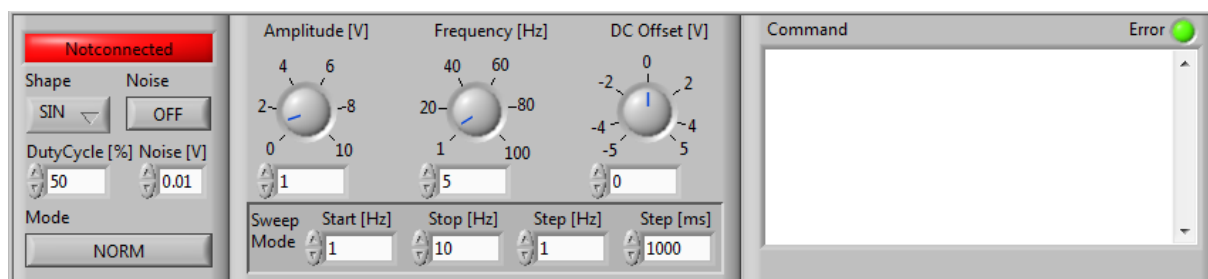 Notconnected
Shape Noise
SIN OFF
DutyCycle [%] Noise [V]
50 0.01
Mode
NORM
Amplitude [V] Frequency [Hz] DC Offset [V]
4 6 40 60 0
-2 2
2 8 20 80
-4 4
0 10 1 100 -5 5
1 5 0
Sweep Mode Start [Hz] Stop [Hz] Step [Hz] Step [ms]
1 10 1 1000
Command Error